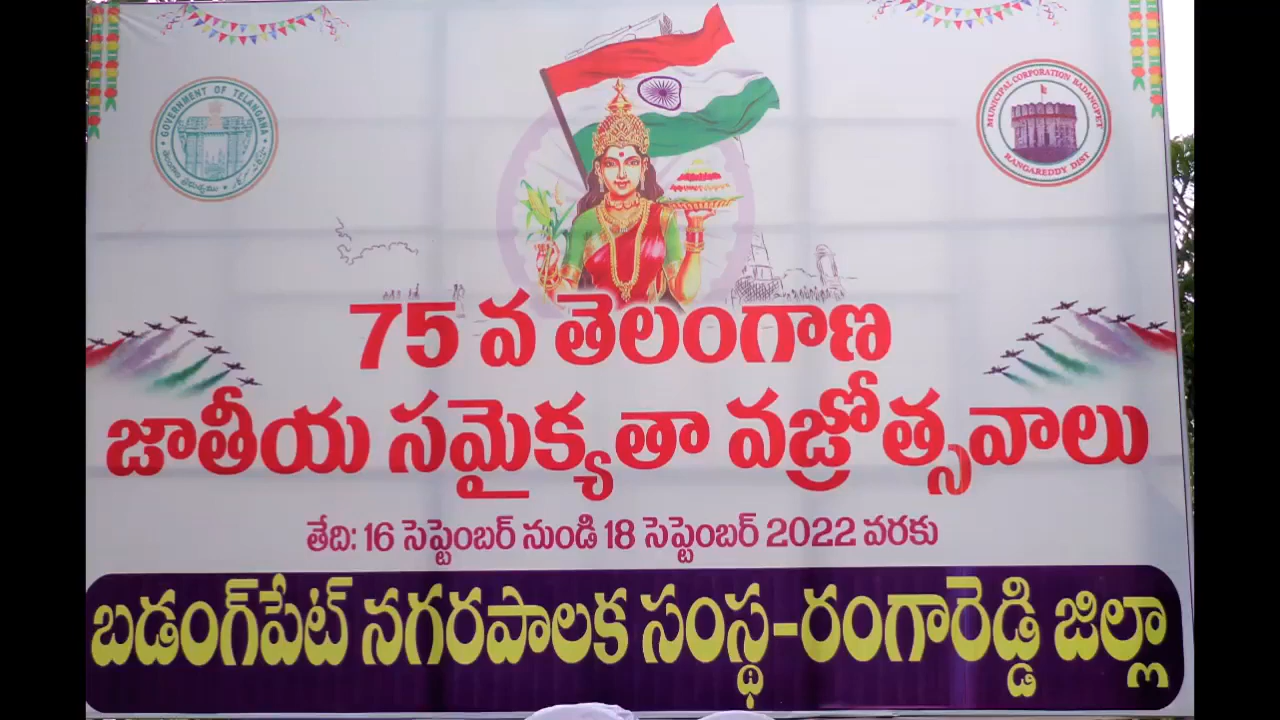 GOVERNMENT OF TELANGANA
MUNICIPAL CORPORATION BADANGPET
RANGAREDDY DIST
75 వ తెలంగాణ
జాతీయ సమైక్యతా వజ్రోత్సవాలు
తేది: 16 సెప్టెంబర్ నుండి 18 సెప్టెంబర్ 2022 వరకు
బడంగ్‌పేట్ నగరపాలక సంస్థ-రంగారెడ్డి జిల్లా